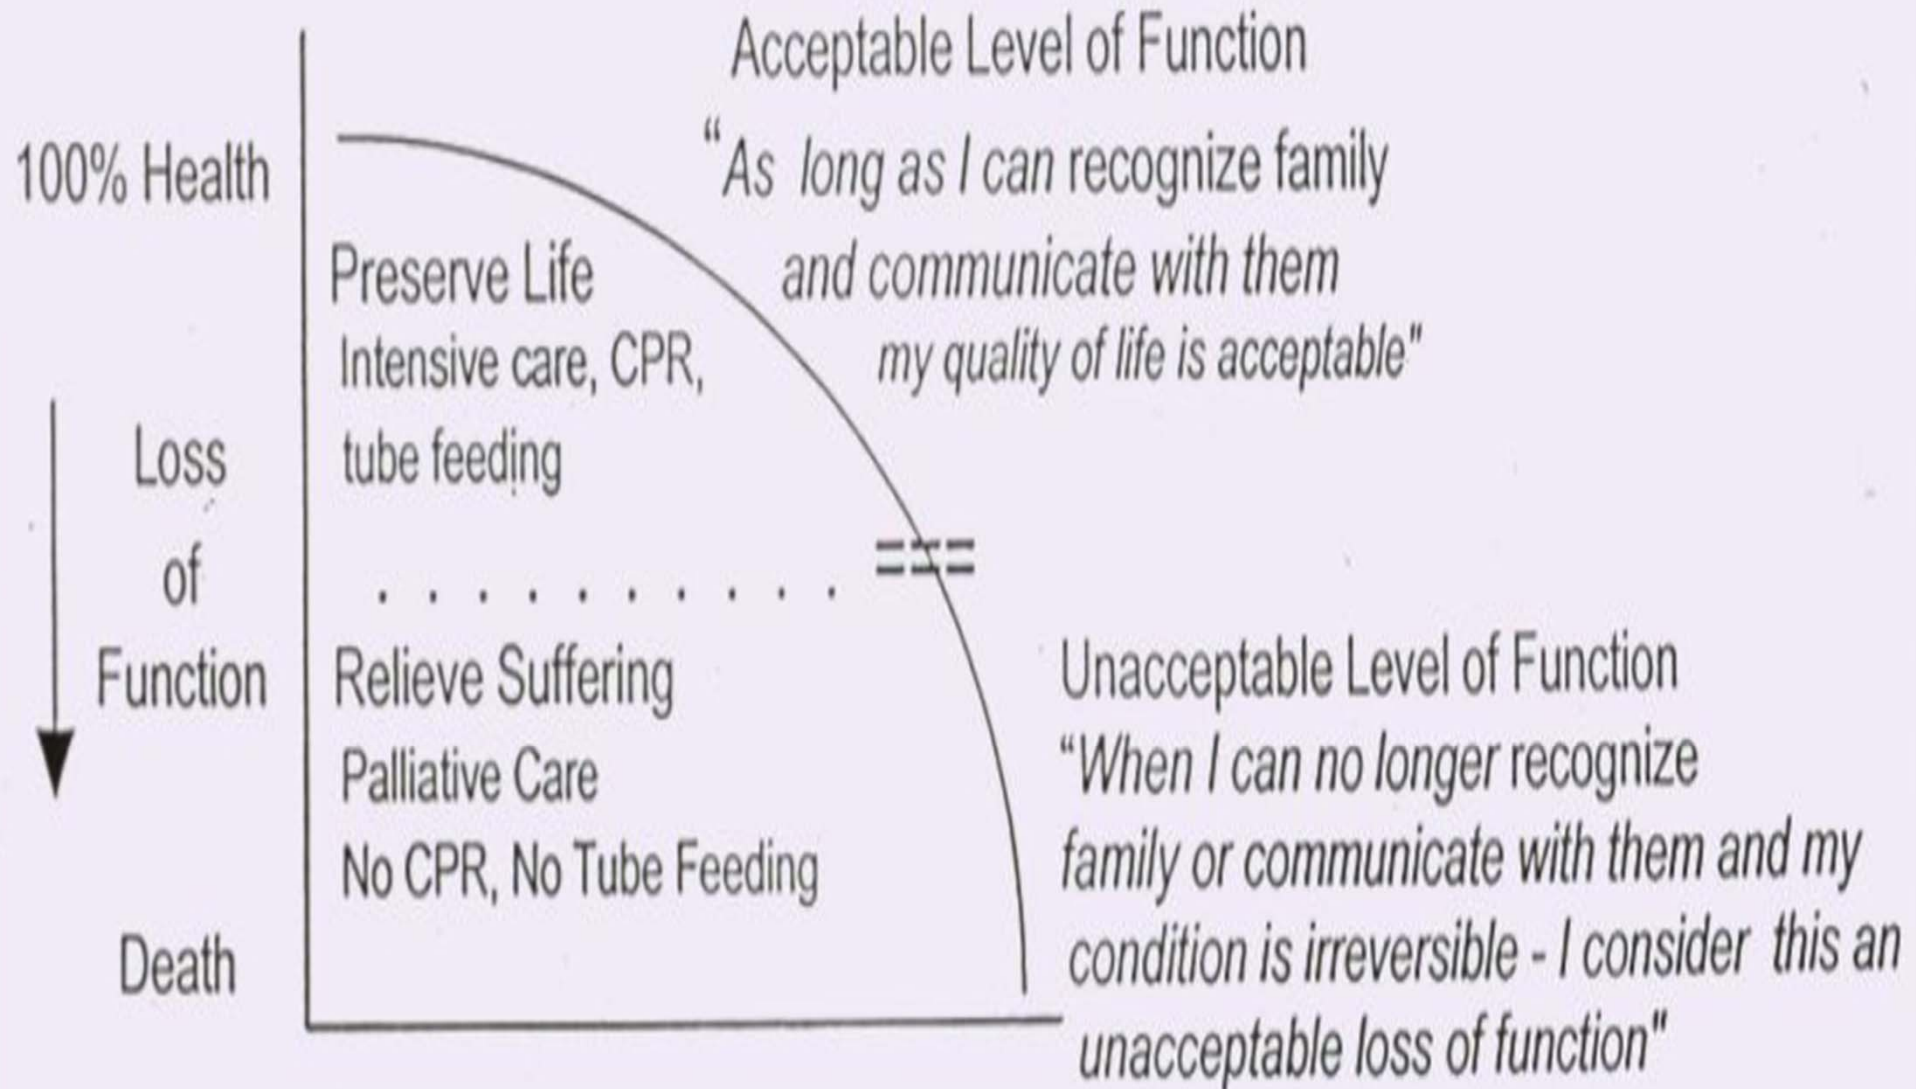 Acceptable Level of Function
100% Health
“As long as I can recognize family
and communicate with them
my quality of life is acceptable"
Preserve Life
Intensive care, CPR,
tube feeding
Loss
of
Function
Relieve Suffering
Palliative Care
No CPR, No Tube Feeding
Death
Unacceptable Level of Function
“When I can no longer recognize
family or communicate with them and my
condition is irreversible - I consider this an
unacceptable loss of function"